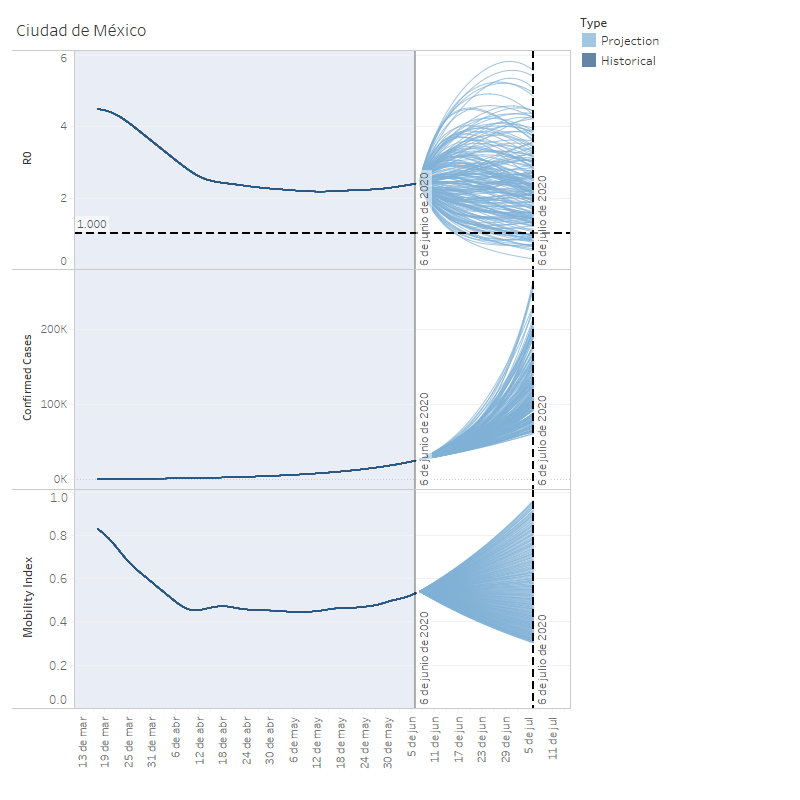 Ciudad de México
Type
Projection
Historical
6
4
2
0
R0
1.000
6 de junio de 2020
6 de julio de 2020
200K
100K
0K
Confirmed Cases
6 de junio de 2020
6 de julio de 2020
1.0
0.8
0.6
0.4
0.2
0.0
Mobility Index
6 de junio de 2020
6 de julio de 2020
13 de mar
19 de mar
25 de mar
31 de mar
6 de abr
12 de abr
18 de abr
24 de abr
30 de abr
6 de may
12 de may
18 de may
24 de may
30 de may
5 de jun
11 de jun
17 de jun
23 de jun
29 de jun
5 de jul
11 de jul